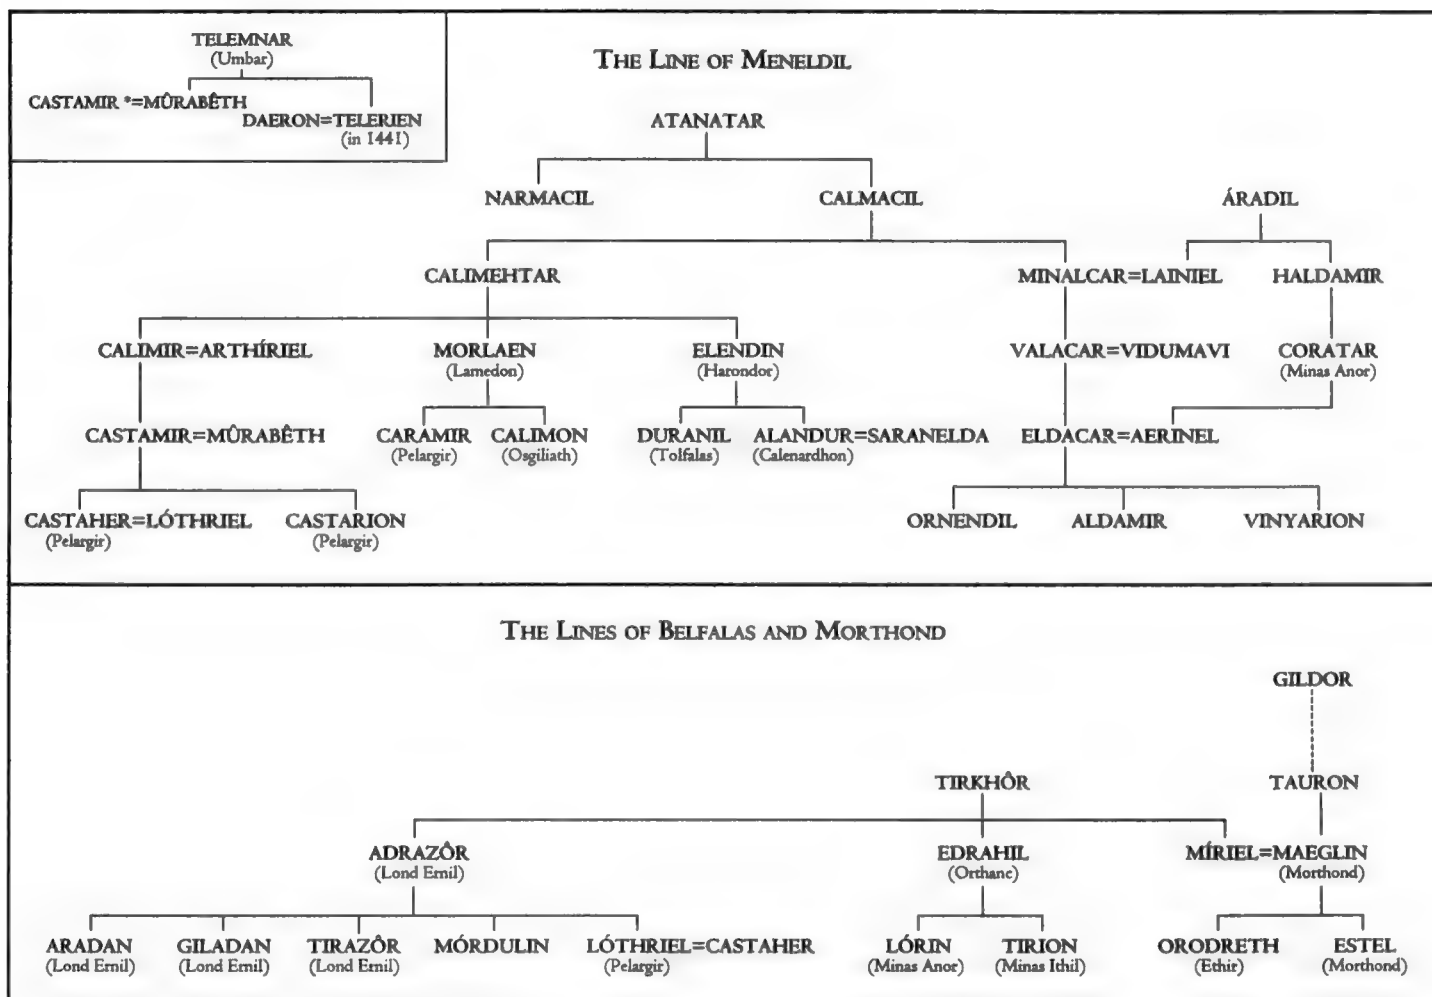 TELEMNAR
(Umbar)
CASTAMIR *=MÛRABÊTH
DAERON=TELERIEN
(in 1441)
THE LINE OF MENELDIL
ATANATAR
NARMACIL CALMACIL ÁRADIL
CALIMEHTAR MINALCAR=LAINIEL HALDAMIR
CALIMIR=ARTHÍRIEL MORLAEN ELENDIN VALACAR=VIDUMAVI CORATAR
(Lamedon) (Harondor) (Minas Anor)
CASTAMIR=MÛRABÊTH CARAMIR CALIMON DURANIL ALANDUR=SARANELDA ELDACAR=AERINEL
(Pelargir) (Osgiliath) (Tolfalas) (Calenardhon)
CASTAHER=LÓTHRIEL CASTARION ORNENDIL ALDAMIR VINYARION
(Pelargir) (Pelargir)
THE LINES OF BELFALAS AND MORTHOND
GILDOR
TIRKHÔR TAURON
ADRAZÔR EDRAHIL MÍRIEL=MAEGLIN
(Lond Ernil) (Orthanc) (Morthond)
ARADAN GILADAN TIRAZÔR MÓRDULIN LÓTHRIEL=CASTAHER LÓRIN TIRION ORODRETH ESTEL
(Lond Ernil) (Lond Ernil) (Lond Ernil) (Pelargir) (Minas Anor) (Minas Ithil) (Ethir) (Morthond)